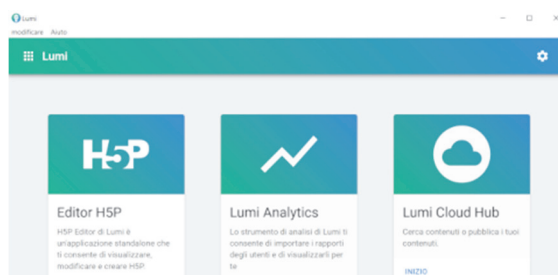 Lumi
modificare Aiuto
Lumi
H5P
Editor H5P
H5P Editor di Lumi è
un'applicazione standalone che
ti consente di visualizzare,
modificare e creare H5P
Lumi Analytics
Lo strumento di analisi di Lumi ti
consente di importare i rapporti
degli utenti e di visualizzarli per
te
Lumi Cloud Hub
Cerca contenuti o pubblica i tuoi
contenuti.
INIZIO